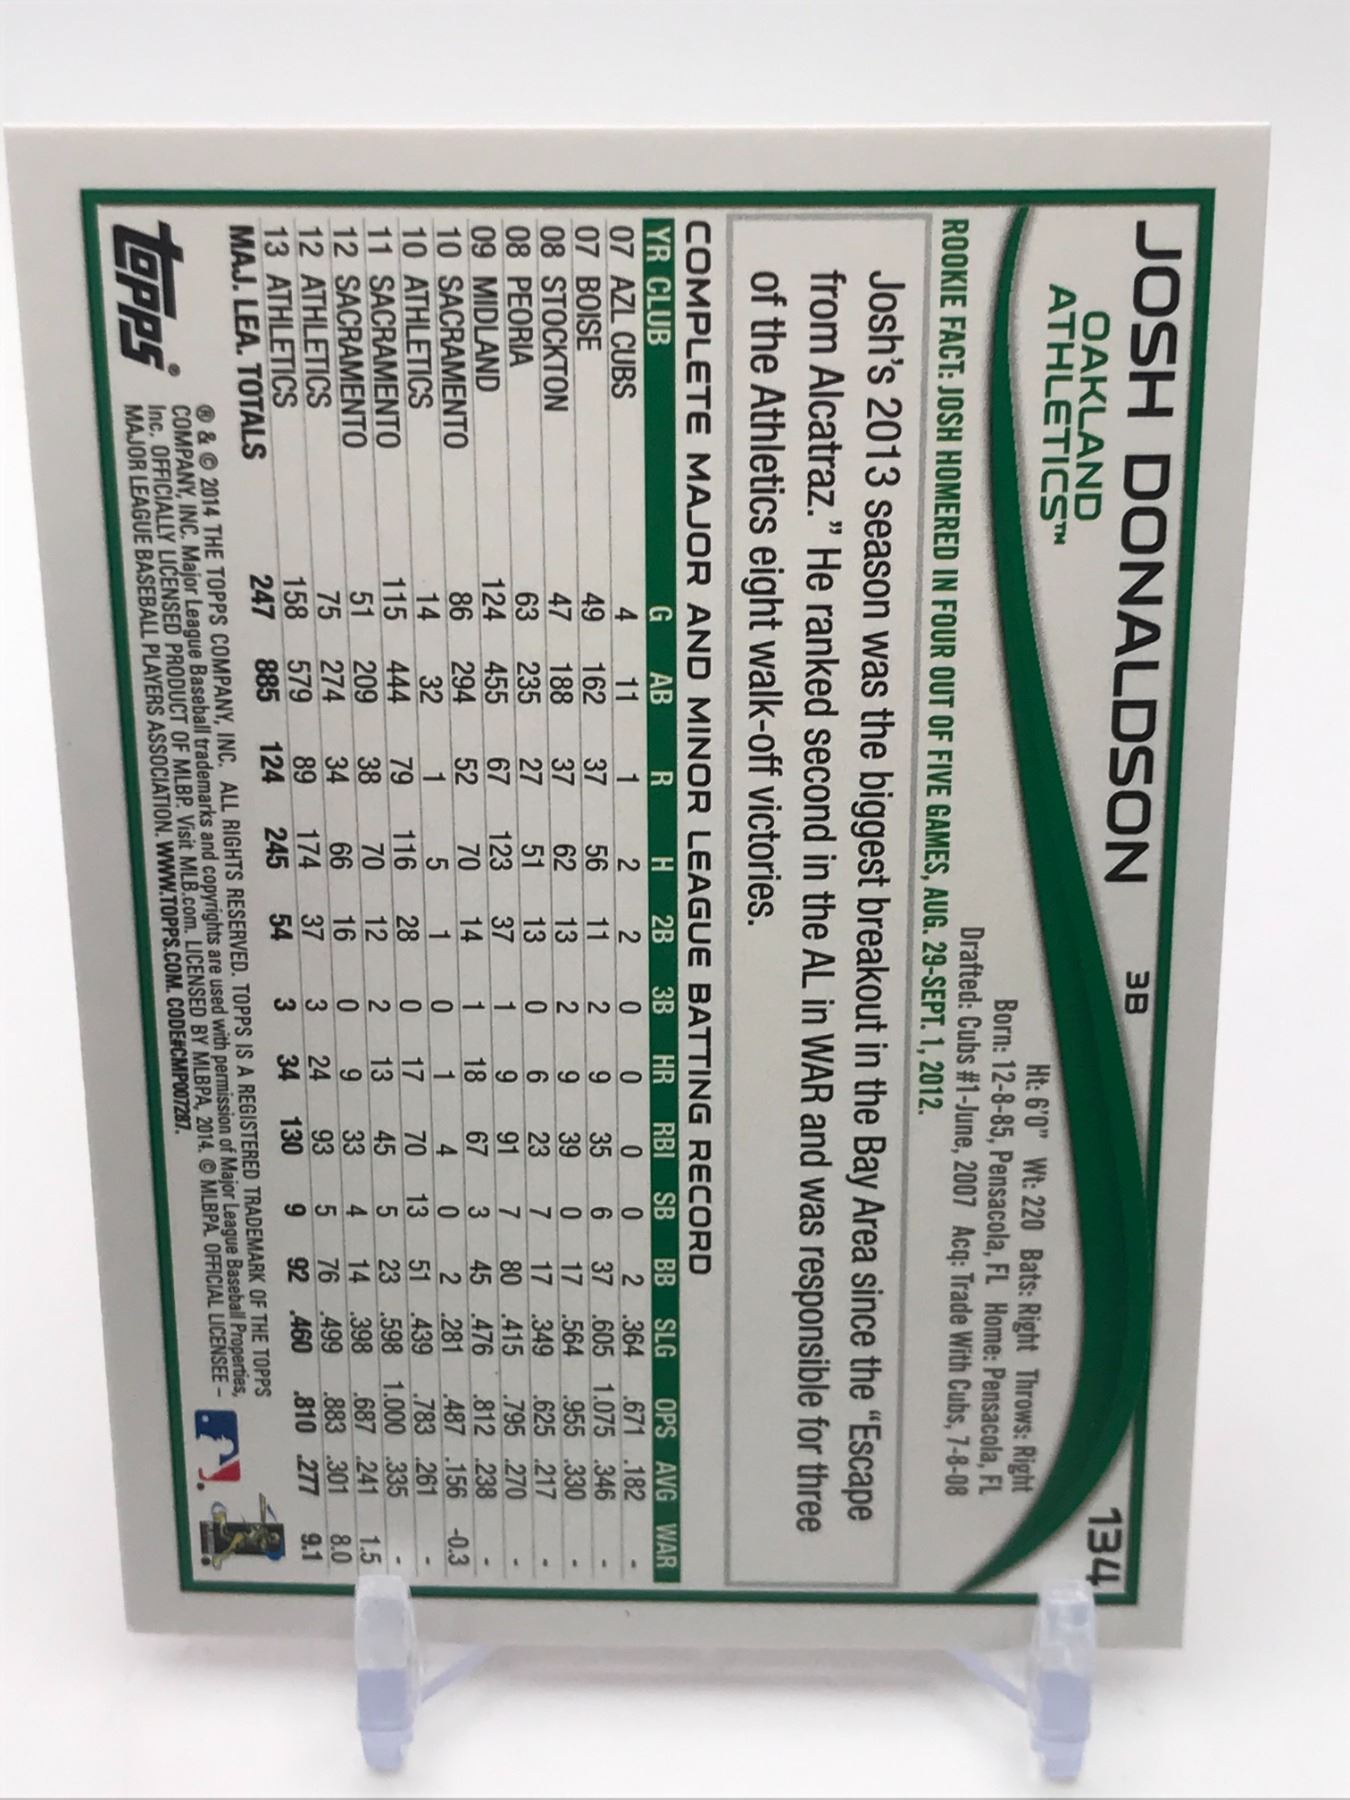 JOSH DONALDSON 3B 134
OAKLAND
ATHLETICS™
Ht: 6'0" Wt: 220 Bats: Right Throws: Right
Born: 12-8-85, Pensacola, FL Home: Pensacola, FL
Drafted: Cubs #1-June, 2007 Acq: Trade With Cubs, 7-8-08
ROOKIE FACT: JOSH HOMERED IN FOUR OUT OF FIVE GAMES, AUG. 29-SEPT. 1, 2012.
Josh's 2013 season was the biggest breakout in the Bay Area since the "Escape
from Alcatraz." He ranked second in the AL in WAR and was responsible for three
of the Athletics eight walk-off victories.
COMPLETE MAJOR AND MINOR LEAGUE BATTING RECORD
YR CLUB G AB R H 2B 3B HR RBI SB BB SLG OPS AVG WAR
07 AZL CUBS 4 11 1 2 2 0 0 0 0 2 .364 .671 .182 -
07 BOISE 49 162 37 56 11 2 9 35 6 37 .605 1.075 .346 -
08 STOCKTON 47 188 37 62 13 2 9 39 0 17 .564 .955 .330 -
08 PEORIA 63 235 27 51 13 0 6 23 7 17 .349 .625 .217 -
09 MIDLAND 124 455 67 123 37 1 9 91 7 80 .415 .795 .270 -
10 SACRAMENTO 86 294 52 70 14 1 18 67 3 45 .476 .812 .238 -
10 ATHLETICS 14 32 1 5 1 0 1 4 0 2 .281 .487 .156 -0.3
11 SACRAMENTO 115 444 79 116 28 0 17 70 13 51 .439 .783 .261 -
12 SACRAMENTO 51 209 38 70 12 2 13 45 5 23 .598 1.000 .335 -
12 ATHLETICS 75 274 34 66 16 0 9 33 4 14 .398 .687 .241 1.5
13 ATHLETICS 158 579 89 174 37 3 24 93 5 76 .499 .883 .301 8.0
MAJ. LEA. TOTALS 247 885 124 245 54 3 34 130 9 92 .460 .810 .277 9.1
TOPPS®
® & © 2014 THE TOPPS COMPANY, INC. ALL RIGHTS RESERVED. TOPPS IS A REGISTERED TRADEMARK OF THE TOPPS
COMPANY, INC. Major League Baseball trademarks and copyrights are used with permission of Major League Baseball Properties,
Inc. OFFICIALLY LICENSED PRODUCT OF MLBP. Visit MLB.com. LICENSED BY MLBPA, 2014. © MLBPA. OFFICIAL LICENSEE –
MAJOR LEAGUE BASEBALL PLAYERS ASSOCIATION. WWW.TOPPS.COM. CODE#CMP007287.